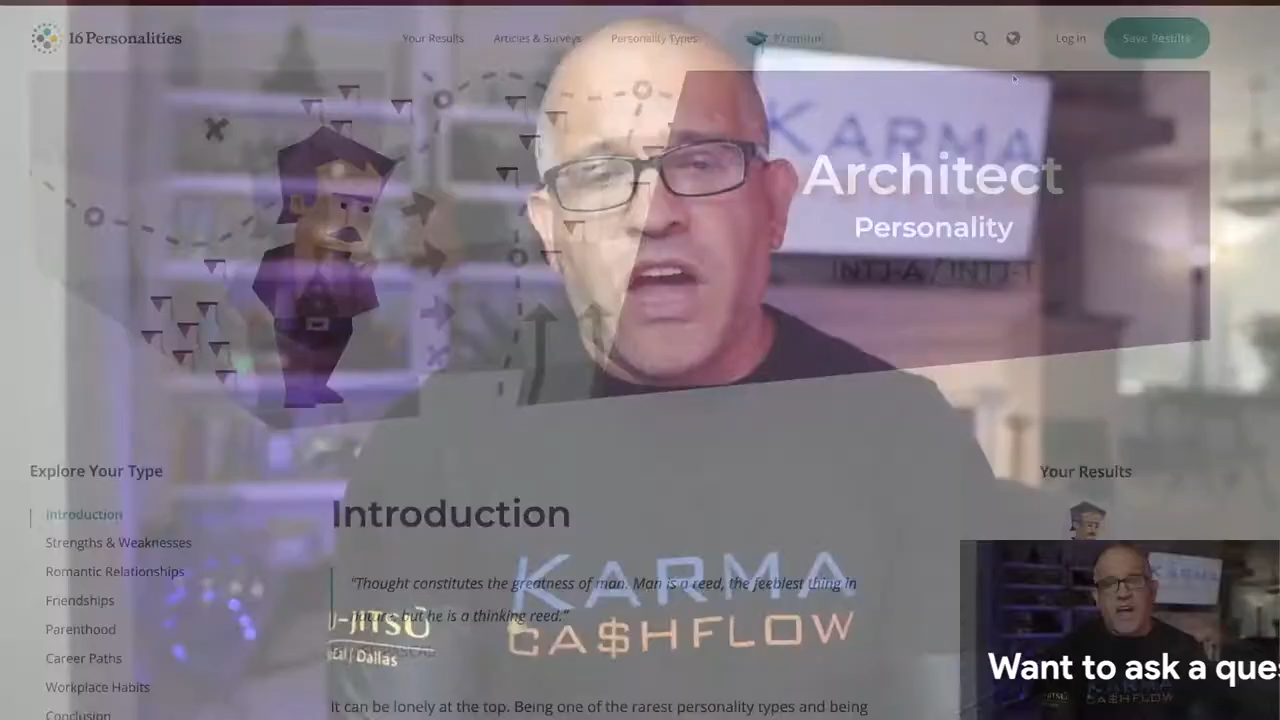 16Personalities
Your Results
Articles & Surveys
Personality Types
Premium
Log In
Save Results
KARMA
Architect
Personality
INTJ-A / INTJ-T
Explore Your Type
Your Results
Introduction
Introduction
Strengths & Weaknesses
Romantic Relationships
Friendships
Parenthood
Career Paths
Workplace Habits
Conclusion
"Thought constitutes the greatness of man. Man is a reed, the feeblest thing in
nature, but he is a thinking reed."
KARMA
CA$HFLOW
-JITSU
/ Dallas
It can be lonely at the top. Being one of the rarest personality types and being
KARMA
Want to ask a ques
CA$HFLOW